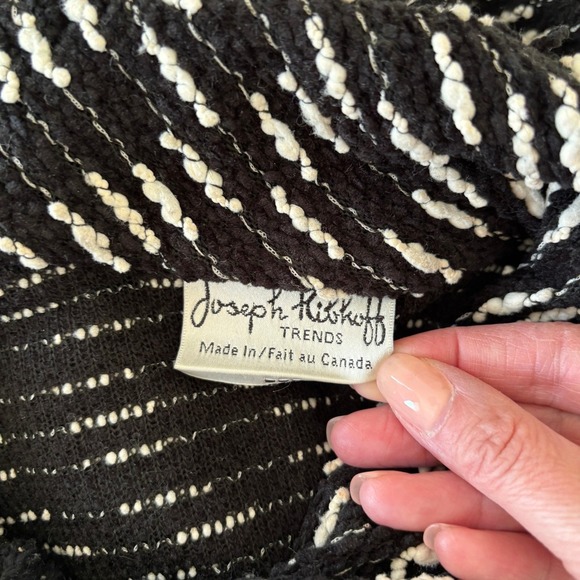 Joseph Ribkoff
TRENDS
Made In/Fait au Canada